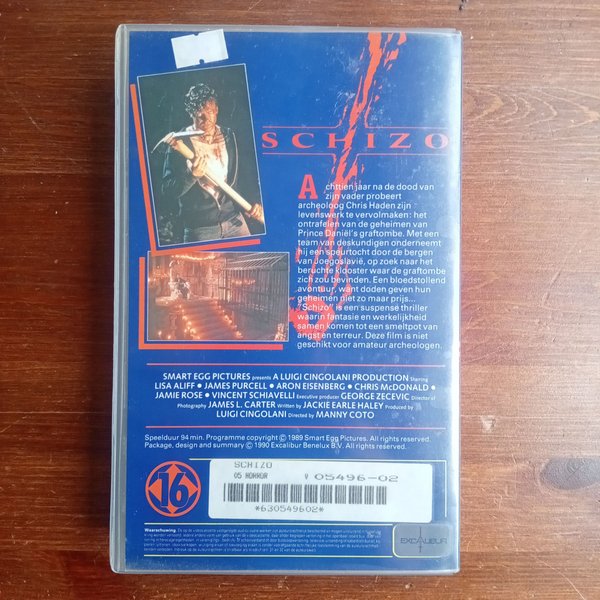 SCHIZO
Achttien jaar na de dood van
zijn vader probeert
archeoloog Chris Haden zijn
levenswerk te vervolmaken: het
ontrafelen van de geheimen van
Prince Daniël's graftombe. Met een
team van deskundigen onderneemt
hij een speurtocht door de bergen
van Joegoslavië, op zoek naar het
beruchte klooster waar de graftombe
zich zou bevinden. Een bloedstollend
avontuur, want doden geven hun
geheimen niet zo maar prijs...
"Schizo" is een suspense thriller
waarin fantasie en werkelijkheid
samen komen tot een smeltpot van
angst en terreur. Deze film is niet
geschikt voor amateur archeologen.
SMART EGG PICTURES presents A LUIGI CINGOLANI PRODUCTION Starring
LISA ALIFF • JAMES PURCELL • ARON EISENBERG • CHRIS McDONALD •
JAMIE ROSE • VINCENT SCHIAVELLI Executive producer GEORGE ZECEVIC Director of
Photography JAMES L. CARTER Written by JACKIE EARLE HALEY Produced by
LUIGI CINGOLANI Directed by MANNY COTO
Speelduur 94 min. Programme copyright © 1989 Smart Egg Pictures. All rights reserved.
Package, design and summary © 1990 Excalibur Benelux B.V. All rights reserved.
16
SCHIZO
05 HORROR V 05496-02
*630549602*
Waarschuwing:
EXCALIBUR